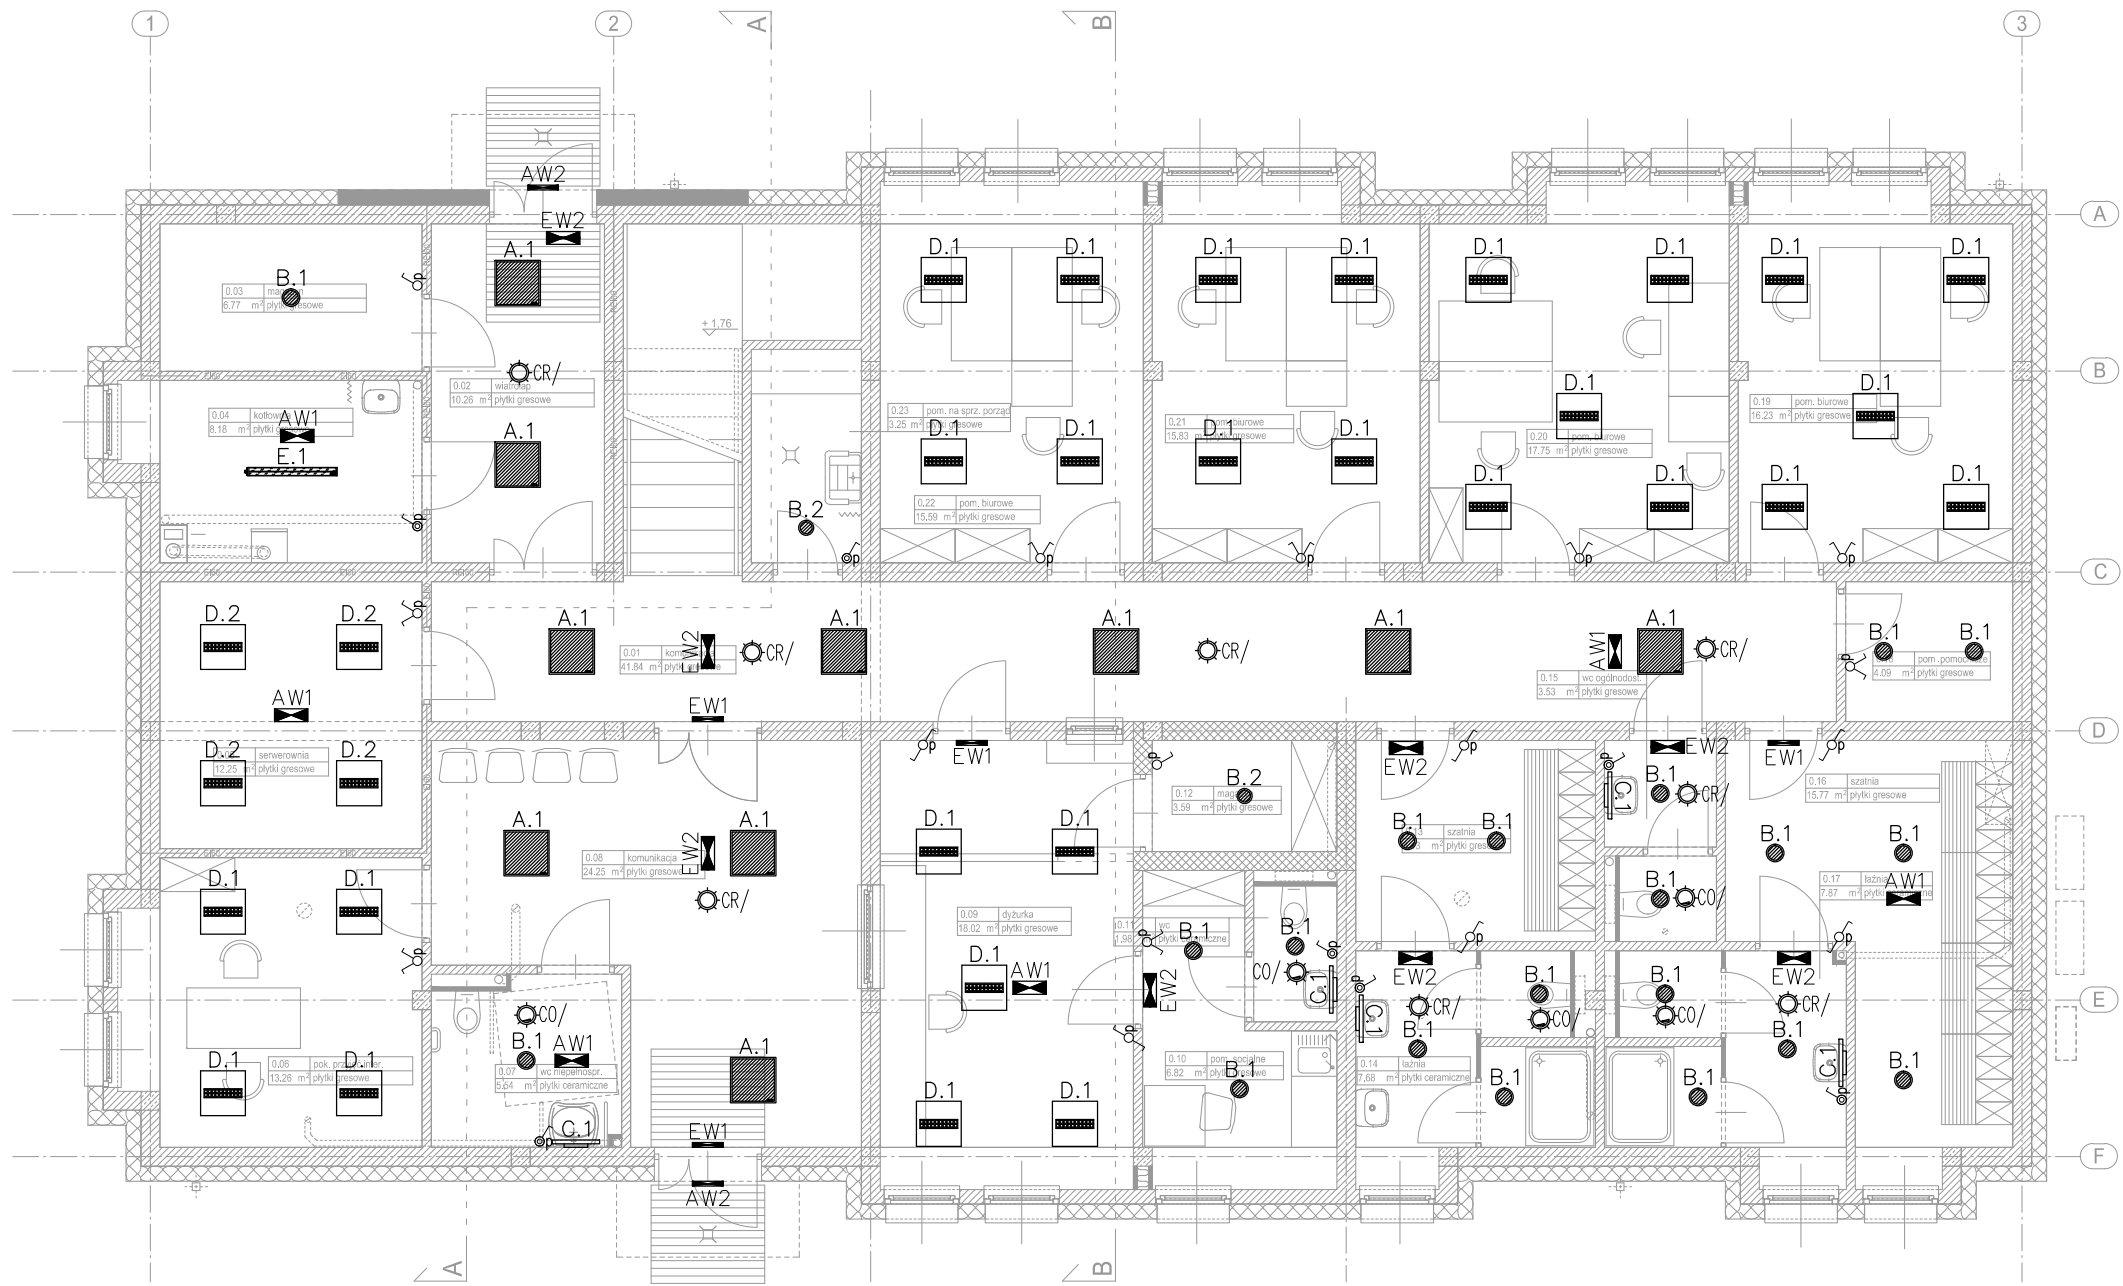 1
2
A
B
3
AW2
EW2
A.1
B.1
0.03
6.77 m² płytki gresowe
CR/
0.02 wiatrołap
10.26 m² płytki gresowe
0.04
8.18 m²
AW1
E.1
A.1
+ 1,76
B.2
D.1
D.1
D.1
D.1
D.1
D.1
D.1
D.1
A
B
C
D
E
F
D.1
D.1
0.23 pom. na sprz. porząd
3.25 m² płytki gresowe
0.21 pom. biurowe
15,83 m² płytki gresowe
0.20 pom. biurowe
17.75 m² płytki gresowe
0.19 pom. biurowe
16.23 m² płytki gresowe
D.1
D.1
D.1
D.1
0.22 pom. biurowe
15,59 m² płytki gresowe
D.1
D.1
D.1
D.1
D.2
D.2
A.1
A.1
A.1
A.1
A.1
0.01
41.84 m² płytki gresowe
EW2
CR/
CR/
AW1
CR/
0.15 wc ogólnodost.
3.53 m² płytki gresowe
B.1
B.1
4.09 m² płytki gresowe
AW1
D.2
D.2
serwerownia
12.25 m² płytki gresowe
EW1
EW1
EW2
EW2
EW1
A.1
A.1
EW2
0.08 komunikacja
24.25 m² płytki gresowe
CR/
D.1
D.1
B.2
0.12
3.59 m² płytki gresowe
C.1
B.1
CR/
0.16 szatnia
15.77 m² płytki gresowe
B.1
B.1
szatnia
B.1
B.1
D.1
D.1
0.09 dyżurka
18.02 m² płytki gresowe
0.11 wc
1,98 m² płytki ceramiczne
B.1
B.1
CO/
C.1
B.1
CO/
0.17 łaźnia
7.87 m²
AW1
D.1
AW1
EW2
EW2
EW2
CO/
B.1
AW1
C.1
CR/
B.1
B.1
CO/
B.1
CO/
CR/
B.1
C.1
D.1
D.1
0.06
13,26 m² płytki gresowe
0.07 wc niepełnospr.
5,64 m² płytki ceramiczne
A.1
0.10 pom. socjalne
6.82 m² płytki gresowe
B.1
0.14 łaźnia
7,68 m² płytki ceramiczne
B.1
B.1
B.1
C.1
EW1
D.1
D.1
AW2
A
B